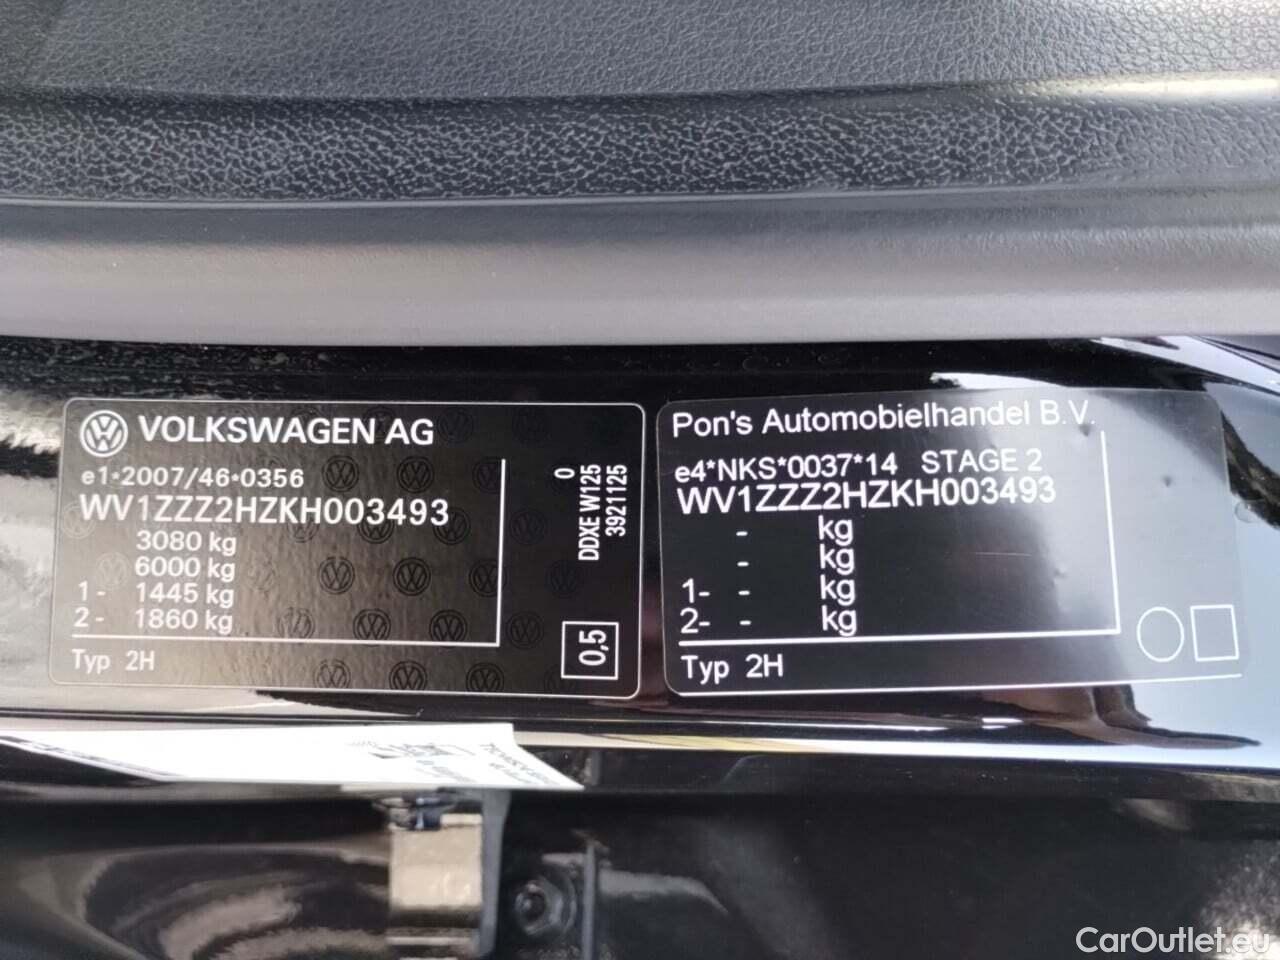 VOLKSWAGEN AG
e1*2007/46*0356
WV1ZZZ2HZKH003493
3080 kg
6000 kg
1- 1445 kg
2- 1860 kg
Typ 2H
0
DDXE W125
3921125
0,5
Pon's Automobielhandel B.V.
e4*NKS*0037*14 STAGE 2
WV1ZZZ2HZKH003493
- kg
- kg
1- - kg
2- - kg
Typ 2H
CarOutlet.eu